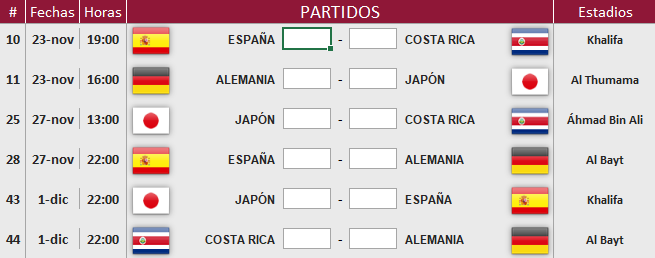 # Fechas Horas PARTIDOS Estadios
10 23-nov 19:00 ESPAÑA - COSTA RICA Khalifa
11 23-nov 16:00 ALEMANIA - JAPÓN Al Thumama
25 27-nov 13:00 JAPÓN - COSTA RICA Áhmad Bin Ali
28 27-nov 22:00 ESPAÑA - ALEMANIA Al Bayt
43 1-dic 22:00 JAPÓN - ESPAÑA Khalifa
44 1-dic 22:00 COSTA RICA - ALEMANIA Al Bayt